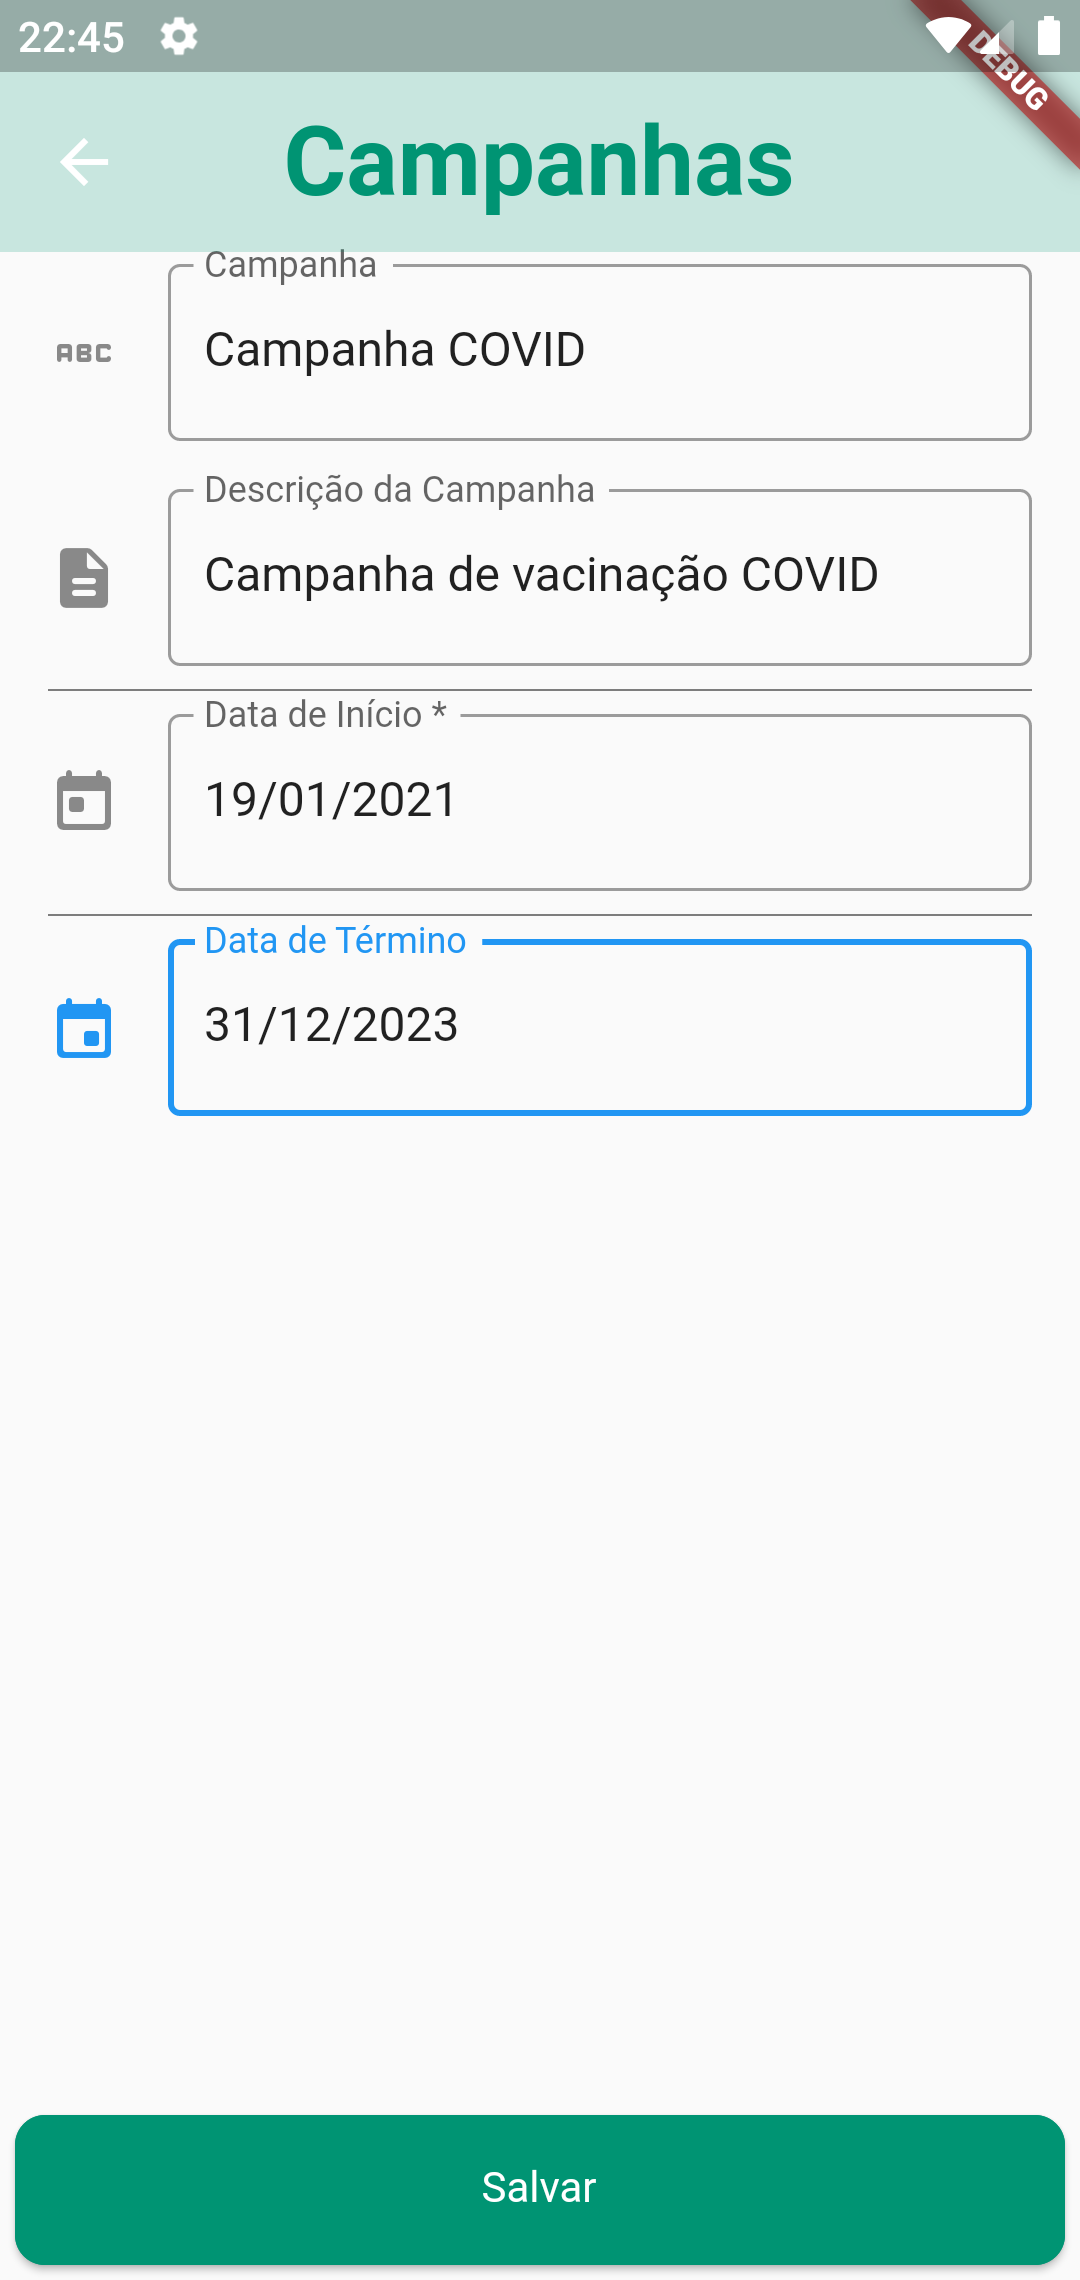 22:45
DEBUG
Campanhas
Campanha
ABC
Campanha COVID
Descrição da Campanha
Campanha de vacinação COVID
Data de Início *
19/01/2021
Data de Término
31/12/2023
Salvar